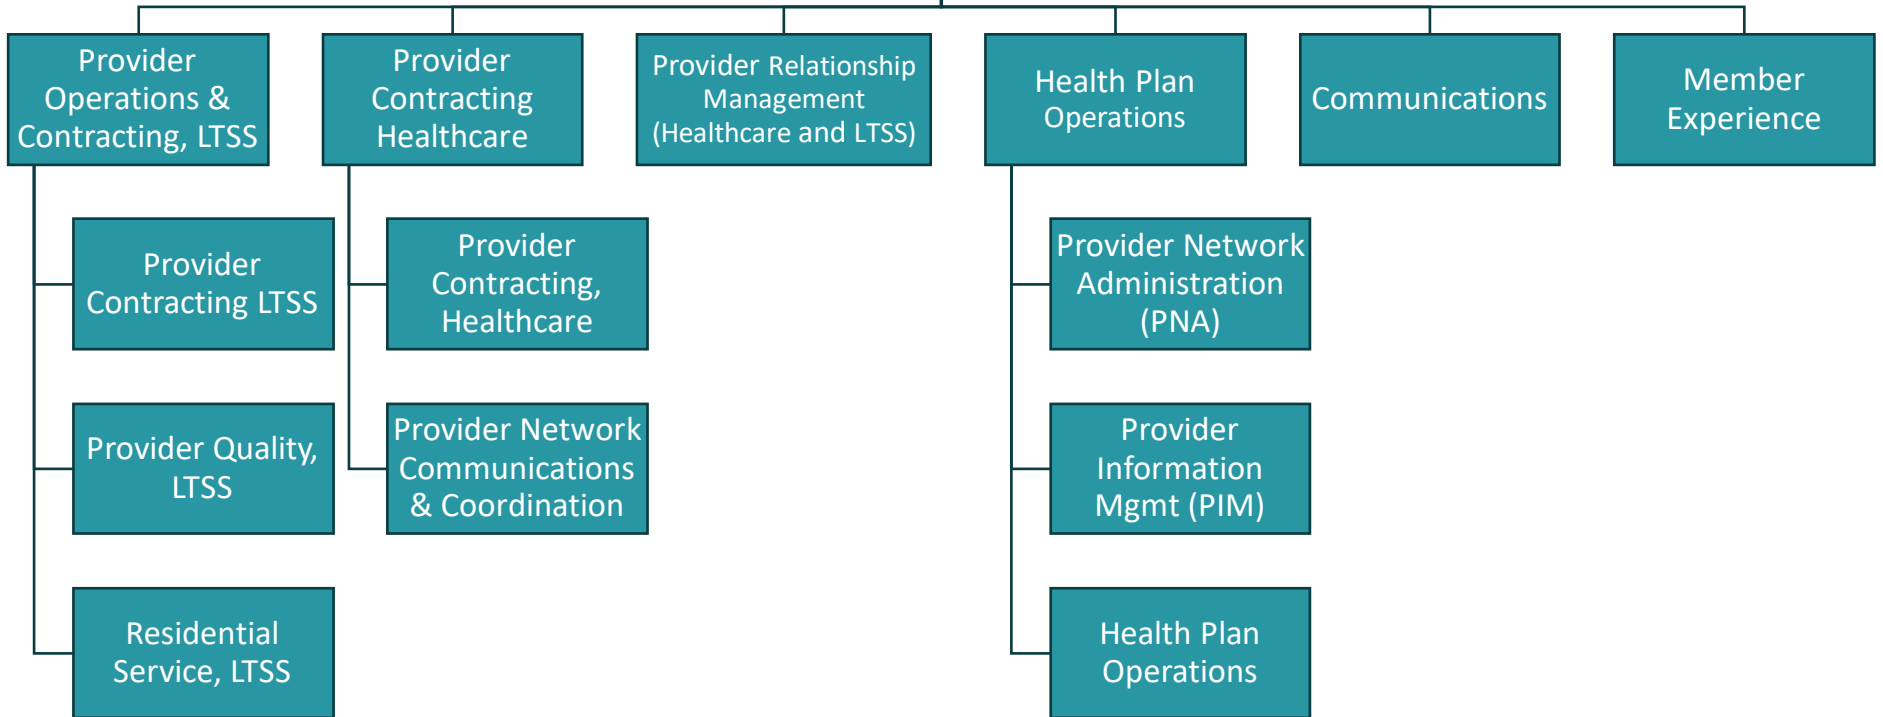 Provider
Operations &
Contracting, LTSS
Provider
Contracting
Healthcare
Provider Relationship
Management
(Healthcare and LTSS)
Health Plan
Operations
Communications
Member
Experience
Provider
Contracting LTSS
Provider
Contracting,
Healthcare
Provider Network
Administration
(PNA)
Provider Quality,
LTSS
Provider Network
Communications
& Coordination
Provider
Information
Mgmt (PIM)
Residential
Service, LTSS
Health Plan
Operations